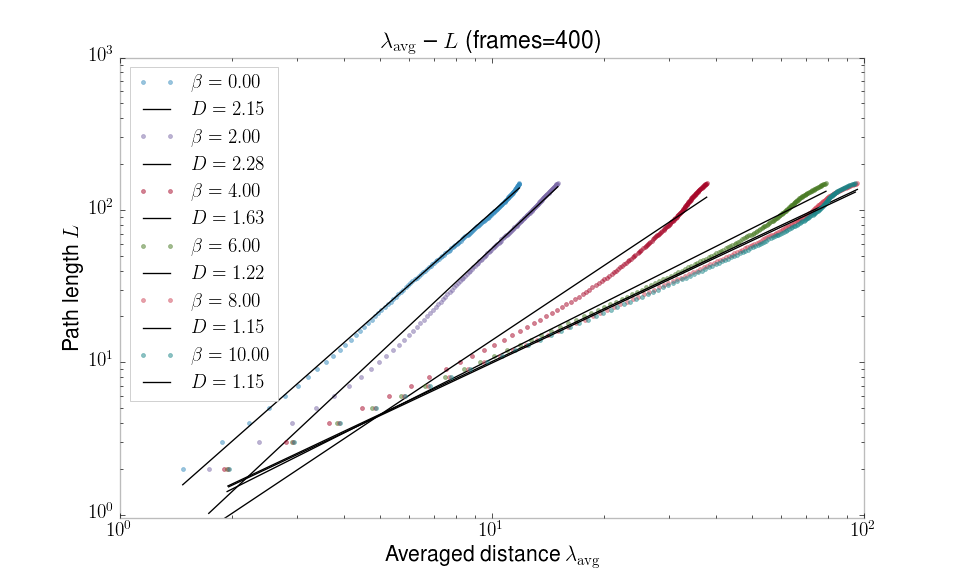 λavg − L (frames=400)
10³
β = 0.00
D = 2.15
β = 2.00
D = 2.28
β = 4.00
D = 1.63
β = 6.00
D = 1.22
β = 8.00
D = 1.15
β = 10.00
D = 1.15
10²
10¹
10⁰
Path length L
10⁰
10¹
10²
Averaged distance λavg